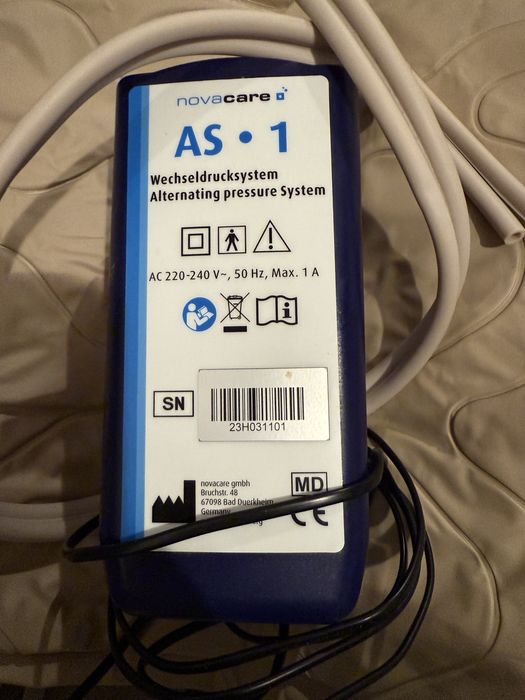 novacare
AS • 1
Wechseldrucksystem
Alternating pressure System
AC 220-240 V~, 50 Hz, Max. 1 A
SN
23H031101
novacare gmbh
Bruchstr. 48
67098 Bad Duerkheim
Germany
MD
CE